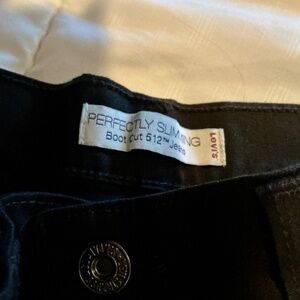 PERFECTLY SLIMMING
Boot Cut 512™ Jeans
LEVI'S